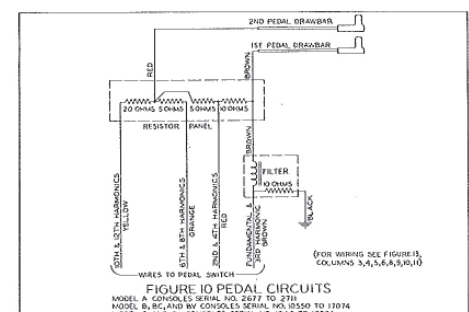 2ND PEDAL DRAWBAR
1ST PEDAL DRAWBAR
RED
BROWN
20 OHMS 5 OHMS 5 OHMS 10 OHMS
RESISTOR PANEL
BROWN
FILTER
10 OHMS
10TH & 12TH HARMONICS
YELLOW
6TH & 8TH HARMONICS
ORANGE
2ND & 4TH HARMONICS
RED
FUNDAMENTAL &
3RD HARMONIC
BROWN
BLACK
WIRES TO PEDAL SWITCH
(FOR WIRING SEE FIGURE 13,
COLUMNS 3,4,5,6,8,9,10,11)
FIGURE 10 PEDAL CIRCUITS
MODEL A CONSOLES SERIAL NO. 2677 TO 2711
MODEL B, BC, AND BV CONSOLES SERIAL NO. 10550 TO 17074